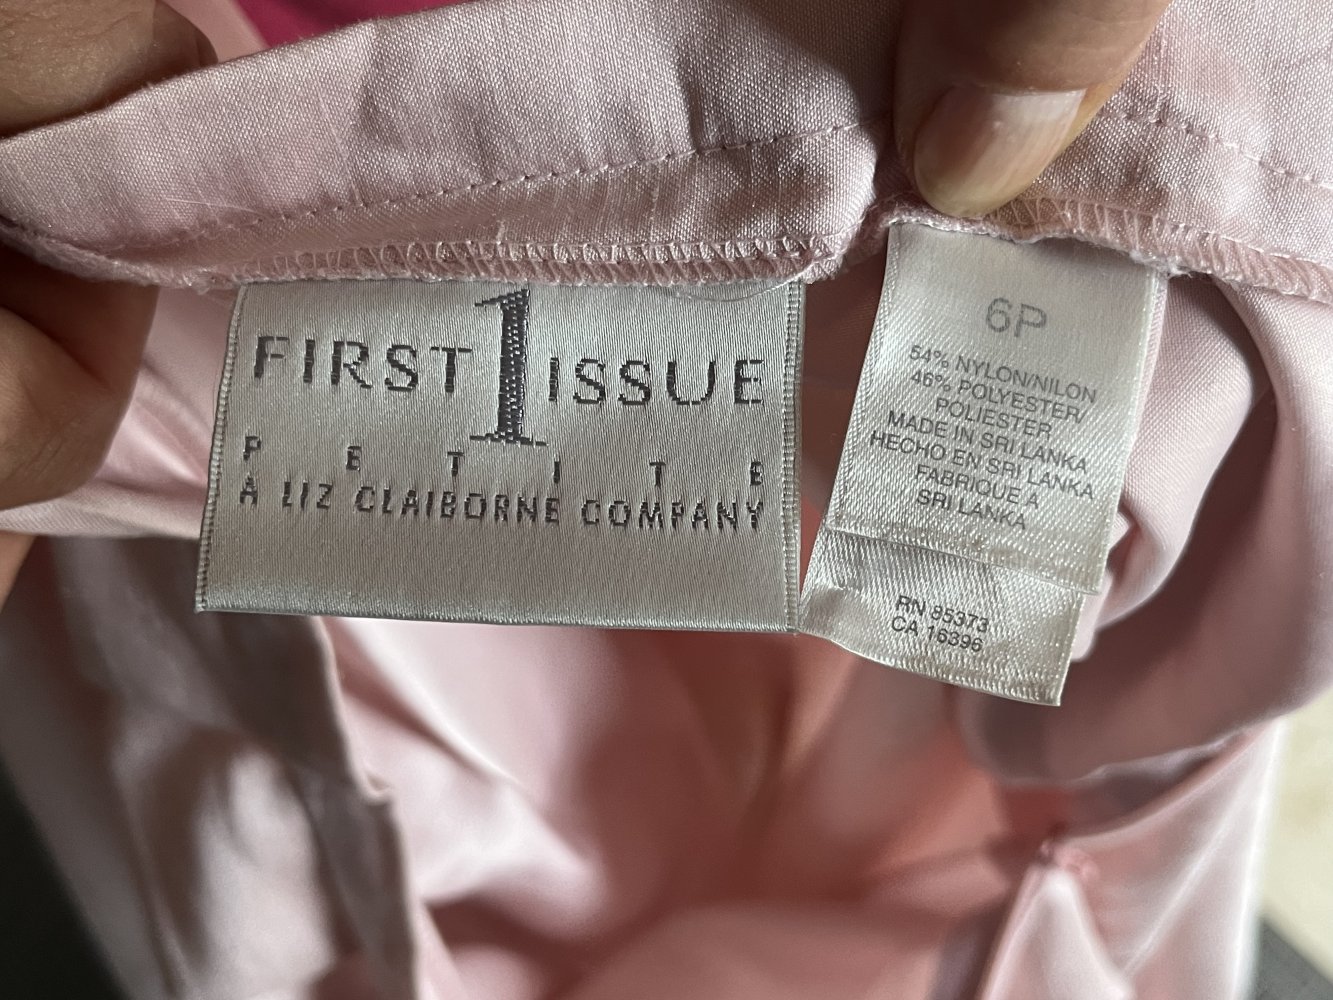 FIRST 1 ISSUE
PETITE
A LIZ CLAIBORNE COMPANY
6P
54% NYLON/NILON
46% POLYESTER/
POLIESTER
MADE IN SRI LANKA
HECHO EN SRI LANKA
FABRIQUE A
SRI LANKA
RN 85373
CA 16396